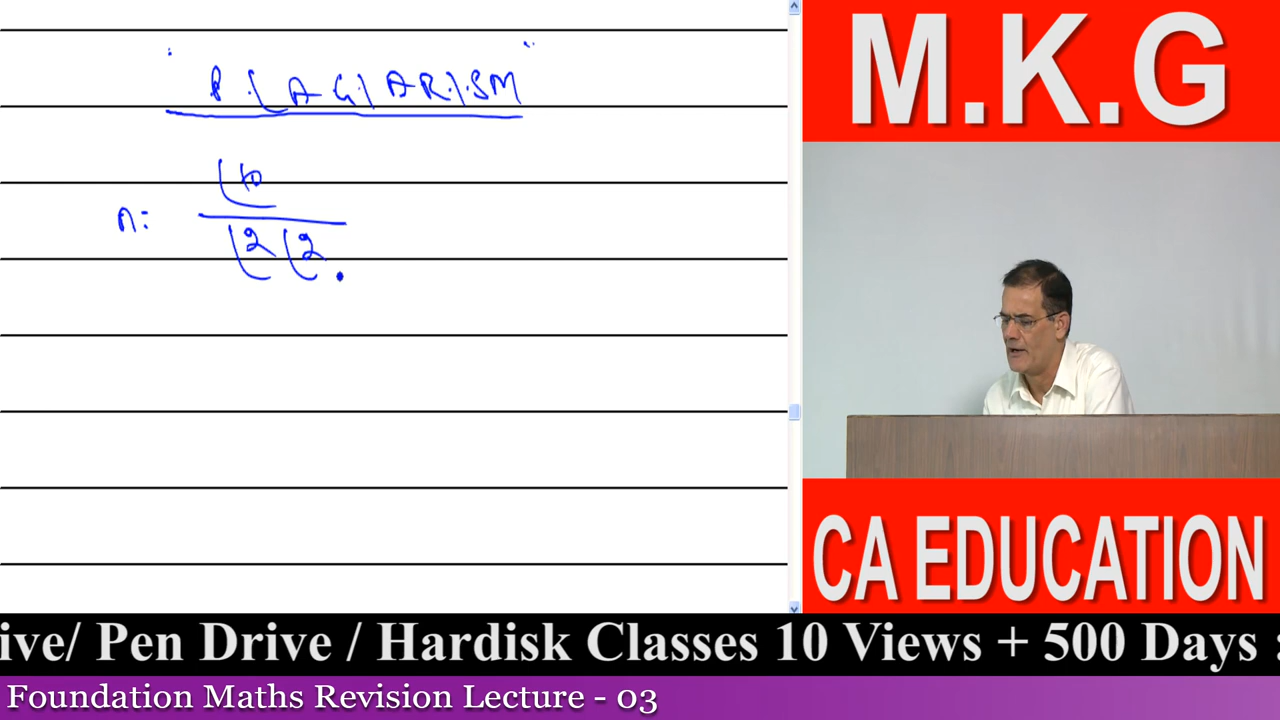 " PLAGIARISM "
n: 
⌊10
⌊2 ⌊2 .
M.K.G
CA EDUCATION
ive/ Pen Drive / Hardisk Classes 10 Views + 500 Days :
Foundation Maths Revision Lecture - 03